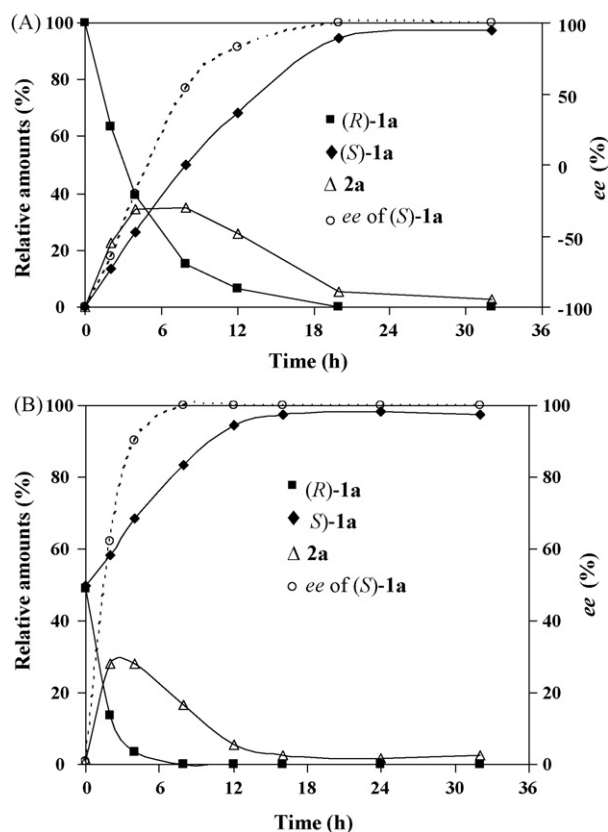 (A)
100
80
60
40
20
0
Relative amounts (%)
100
50
0
-50
-100
ee (%)
(R)-1a
(S)-1a
2a
ee of (S)-1a
0 6 12 18 24 30 36
Time (h)
(B)
100
80
60
40
20
0
Relative amounts (%)
100
80
60
40
20
0
ee (%)
(R)-1a
S)-1a
2a
ee of (S)-1a
0 6 12 18 24 30 36
Time (h)